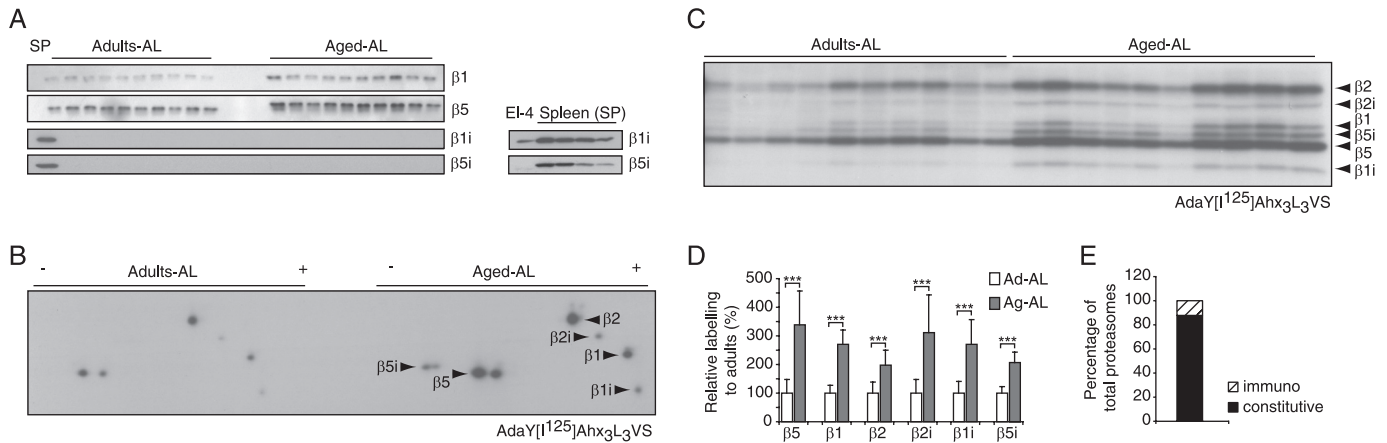 A
SP Adults-AL Aged-AL
β1
β5
El-4 Spleen (SP)
β1i β1i
β5i β5i
B
- Adults-AL + - Aged-AL +
β2
β2i
β1
β5i
β5
β1i
AdaY[I125]Ahx3L3VS
C
Adults-AL Aged-AL
β2
β2i
β1
β5i
β5
β1i
AdaY[I125]Ahx3L3VS
D
Relative labelling
to adults (%)
500
400
300
200
100
100
*** *** *** *** *** ***
Ad-AL
Ag-AL
β5 β1 β2 β2i β1i β5i
E
Percentage of
total proteasomes
120
100
80
60
40
20
0
immuno
constitutive